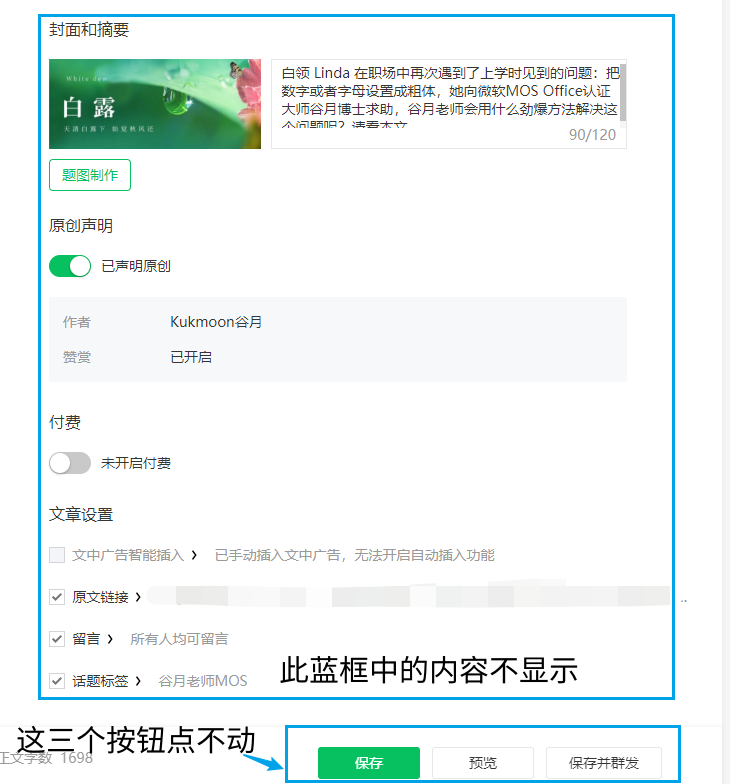 封面和摘要
White dew
白露
天清白露下 始觉秋风还
白领 Linda 在职场中再次遇到了上学时见到的问题：把
数字或者字母设置成粗体，她向微软MOS Office认证
大师谷月博士求助，谷月老师会用什么劲爆方法解决这
个问题呢？请看本文
90/120
题图制作
原创声明
已声明原创
作者 Kukmoon谷月
赞赏 已开启
付费
未开启付费
文章设置
文中广告智能插入 已手动插入文中广告，无法开启自动插入功能
原文链接 ..
留言 所有人均可留言
话题标签 谷月老师MOS
此蓝框中的内容不显示
这三个按钮点不动
正文字数 1698
保存 预览 保存并群发